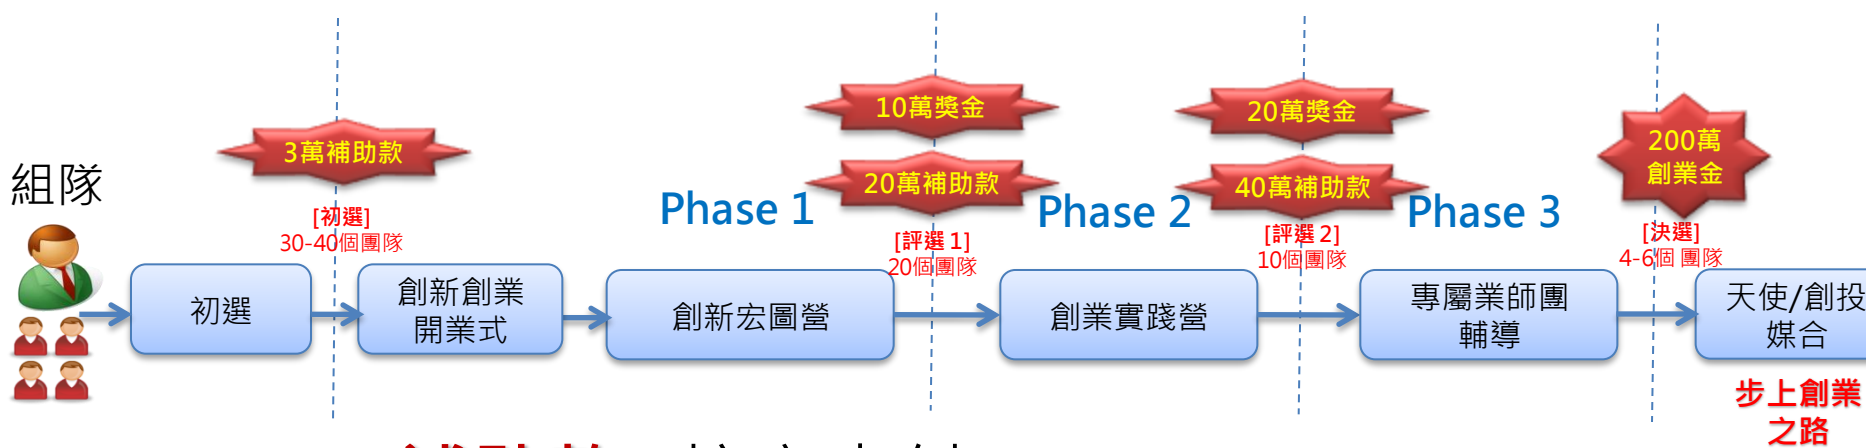 組隊
3萬補助款
[初選]
30-40個團隊
Phase 1
10萬獎金
20萬補助款
[評選 1]
20個團隊
Phase 2
20萬獎金
40萬補助款
[評選 2]
10個團隊
Phase 3
200萬
創業金
[決選]
4-6個 團隊
初選
創新創業
開業式
創新宏圖營
創業實踐營
專屬業師團
輔導
天使/創投
媒合
步上創業
之路